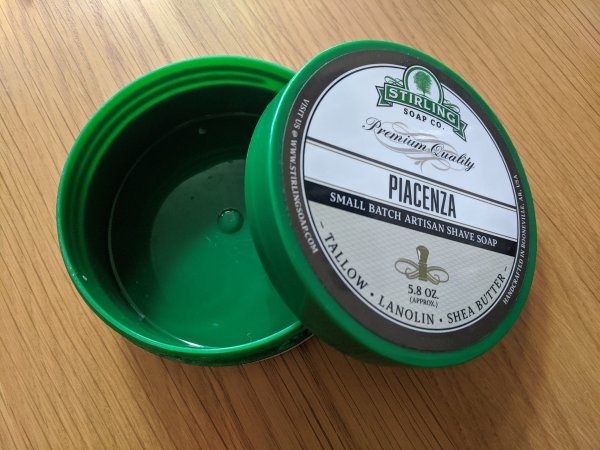 STIRLING
SOAP CO.
Premium Quality
PIACENZA
SMALL BATCH ARTISAN SHAVE SOAP
5.8 OZ.
(APPROX.)
- TALLOW • LANOLIN • SHEA BUTTER -
VISIT US @ WWW.STIRLINGSOAP.COM
HANDCRAFTED IN BOONEVILLE, AR, USA